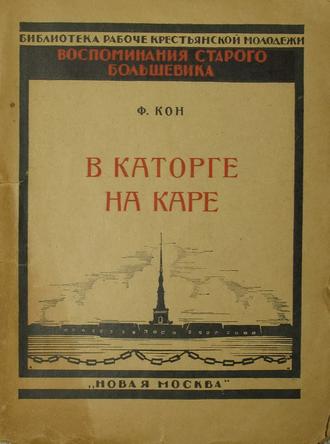 БИБЛИОТЕКА РАБОЧЕ КРЕСТЬЯНСКОЙ МОЛОДЕЖИ
ВОСПОМИНАНИЯ СТАРОГО
БОЛЬШЕВИКА
Ф. КОН
В КАТОРГЕ
НА КАРЕ
„НОВАЯ МОСКВА"